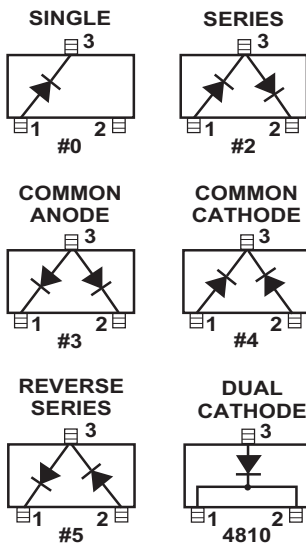 SINGLE
3
1 2
#0
SERIES
3
1 2
#2
COMMON
ANODE
3
1 2
#3
COMMON
CATHODE
3
1 2
#4
REVERSE
SERIES
3
1 2
#5
DUAL
CATHODE
3
1 2
4810